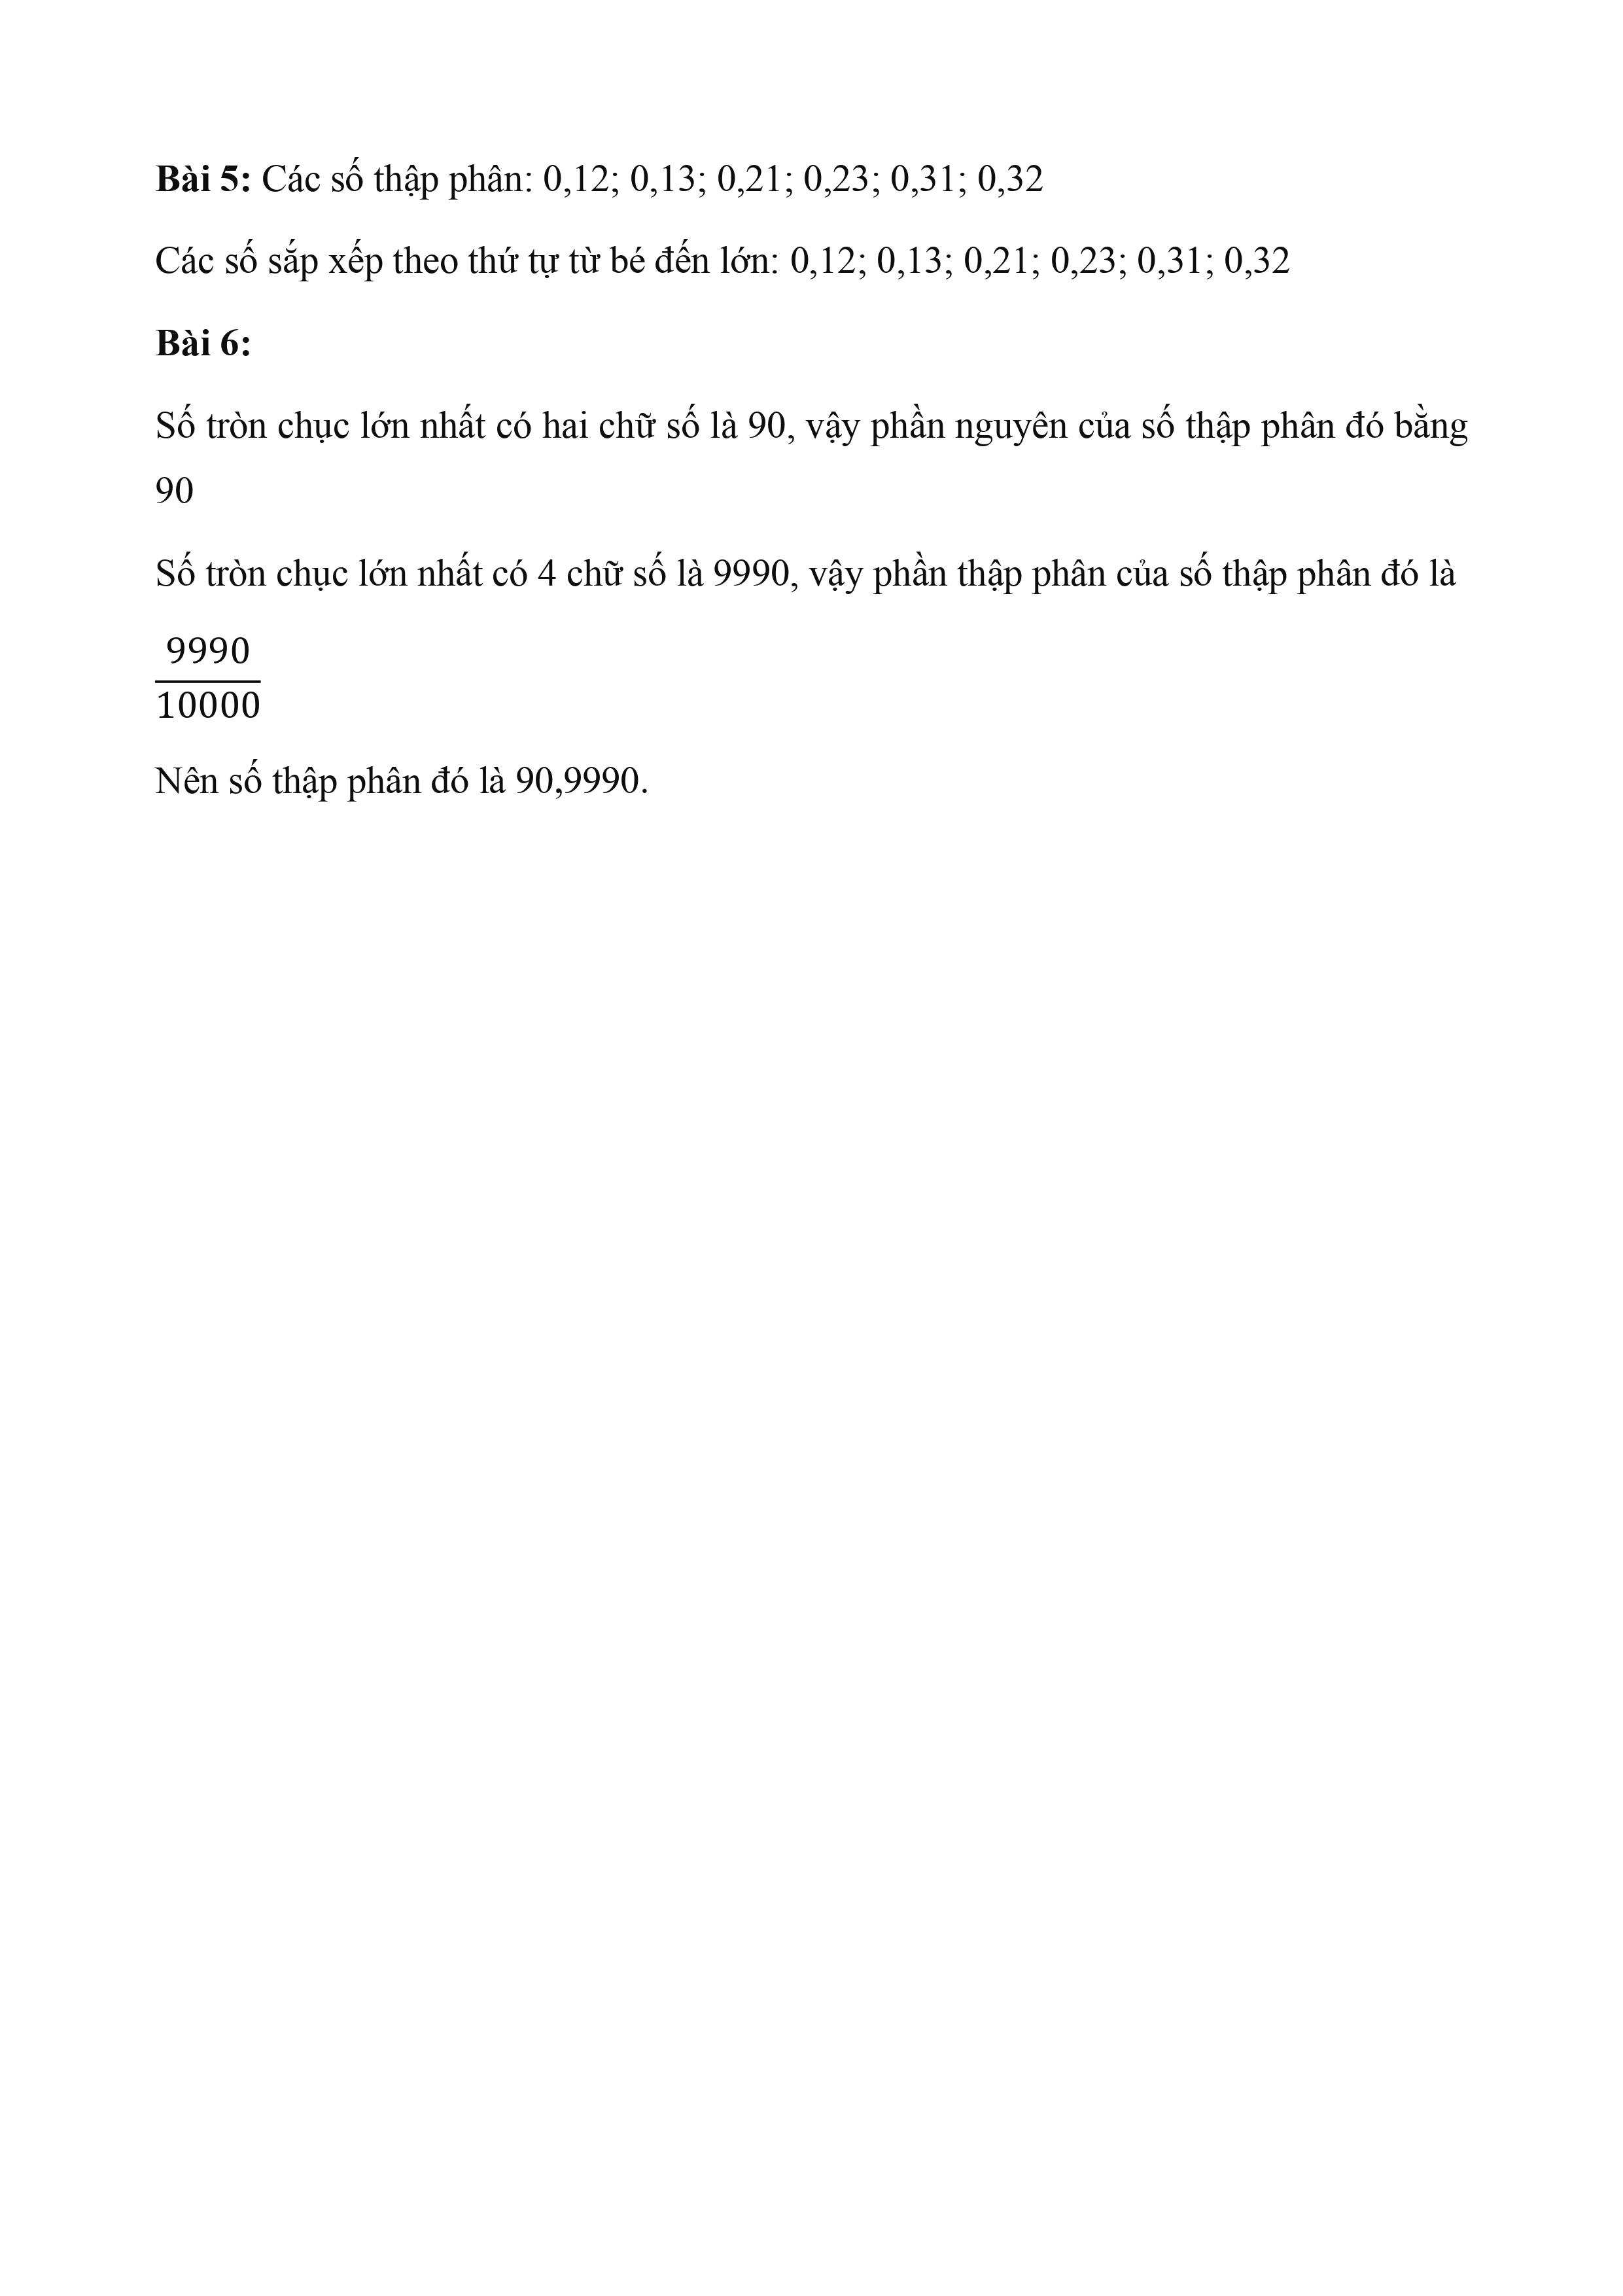 Bài 5: Các số thập phân: 0,12; 0,13; 0,21; 0,23; 0,31; 0,32
Các số sắp xếp theo thứ tự từ bé đến lớn: 0,12; 0,13; 0,21; 0,23; 0,31; 0,32
Bài 6:
Số tròn chục lớn nhất có hai chữ số là 90, vậy phần nguyên của số thập phân đó bằng
90
Số tròn chục lớn nhất có 4 chữ số là 9990, vậy phần thập phân của số thập phân đó là
9990
10000
Nên số thập phân đó là 90,9990.